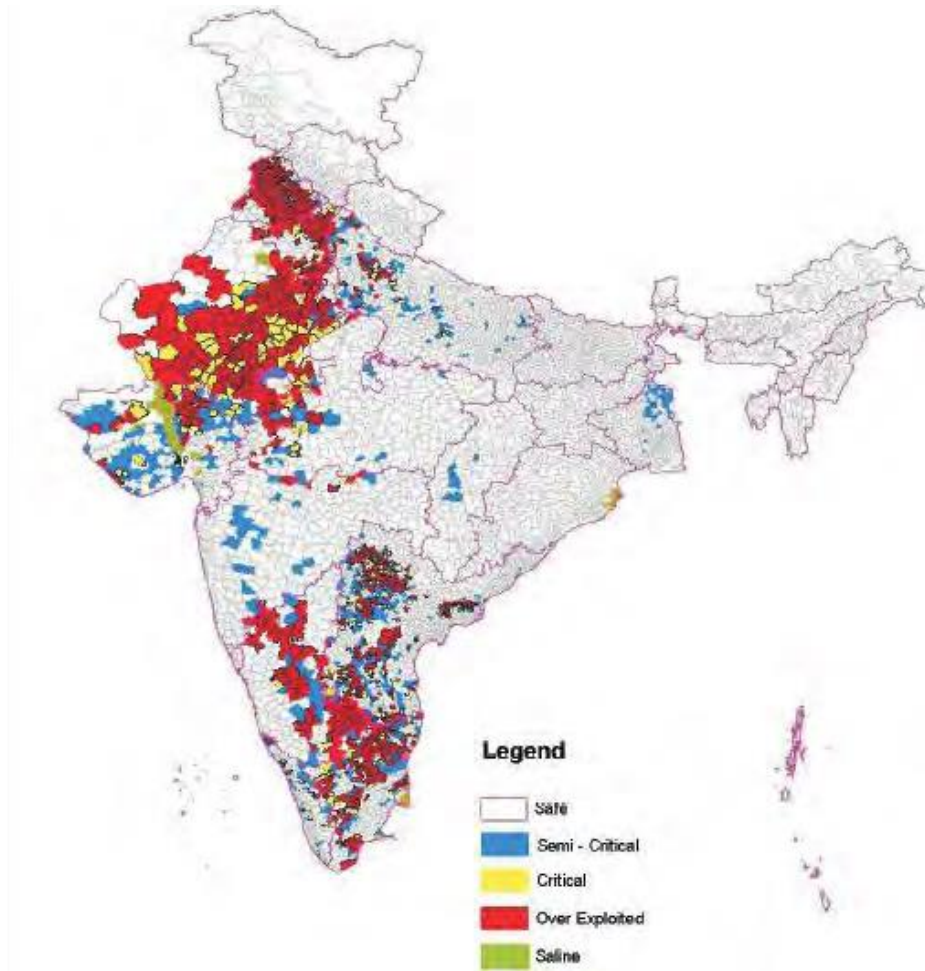 Legend
Safe
Semi - Critical
Critical
Over Exploited
Saline